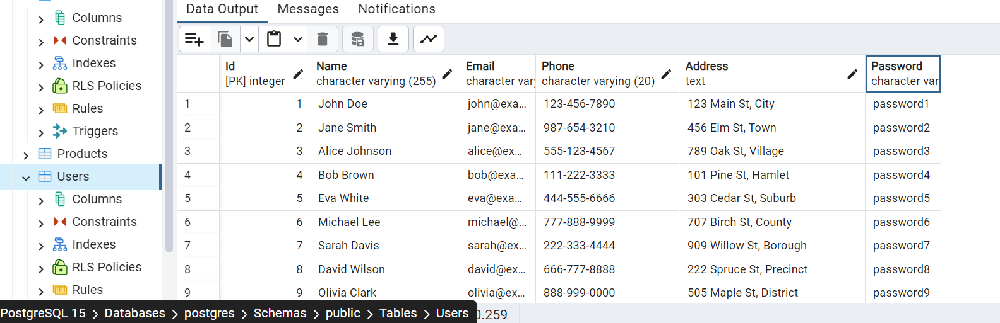 Columns
Constraints
Indexes
RLS Policies
Rules
Triggers
Products
Users
Columns
Constraints
Indexes
RLS Policies
Rules
Data Output Messages Notifications
Id Name Email Phone Address Password
[PK] integer character varying (255) character vary character varying (20) text character var
1 1 John Doe john@exa... 123-456-7890 123 Main St, City password1
2 2 Jane Smith jane@exa... 987-654-3210 456 Elm St, Town password2
3 3 Alice Johnson alice@ex... 555-123-4567 789 Oak St, Village password3
4 4 Bob Brown bob@exa... 111-222-3333 101 Pine St, Hamlet password4
5 5 Eva White eva@exa... 444-555-6666 303 Cedar St, Suburb password5
6 6 Michael Lee michael@... 777-888-9999 707 Birch St, County password6
7 7 Sarah Davis sarah@ex... 222-333-4444 909 Willow St, Borough password7
8 8 David Wilson david@ex... 666-777-8888 222 Spruce St, Precinct password8
9 9 Olivia Clark olivia@ex... 888-999-0000 505 Maple St, District password9
PostgreSQL 15 > Databases > postgres > Schemas > public > Tables > Users 0.259